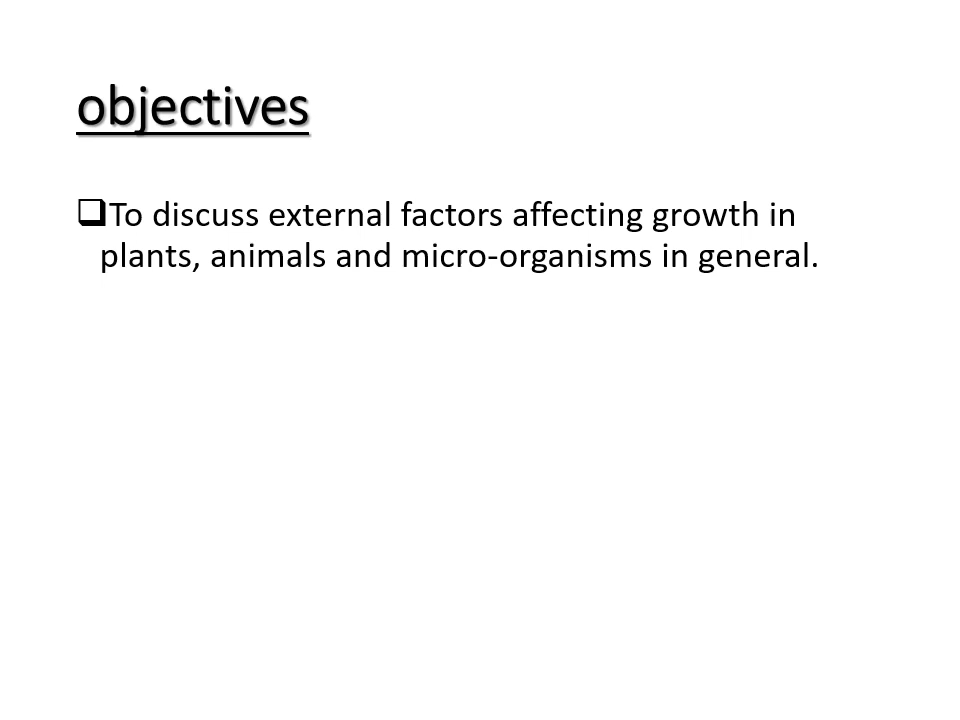 objectives
❑To discuss external factors affecting growth in
plants, animals and micro-organisms in general.